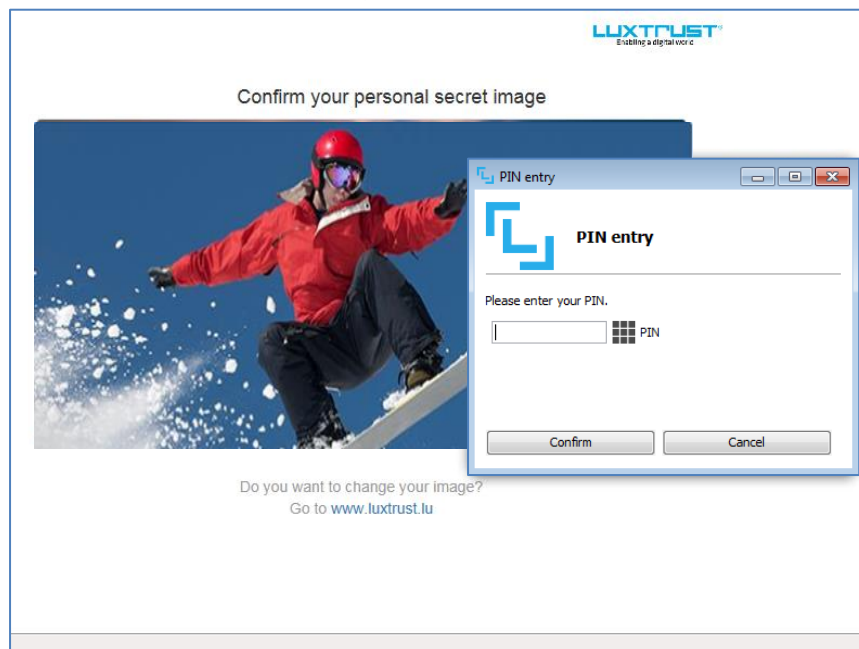 LUXTRUST
Enabling a digital world
Confirm your personal secret image
PIN entry
PIN entry
Please enter your PIN.
PIN
Confirm
Cancel
Do you want to change your image?
Go to www.luxtrust.lu